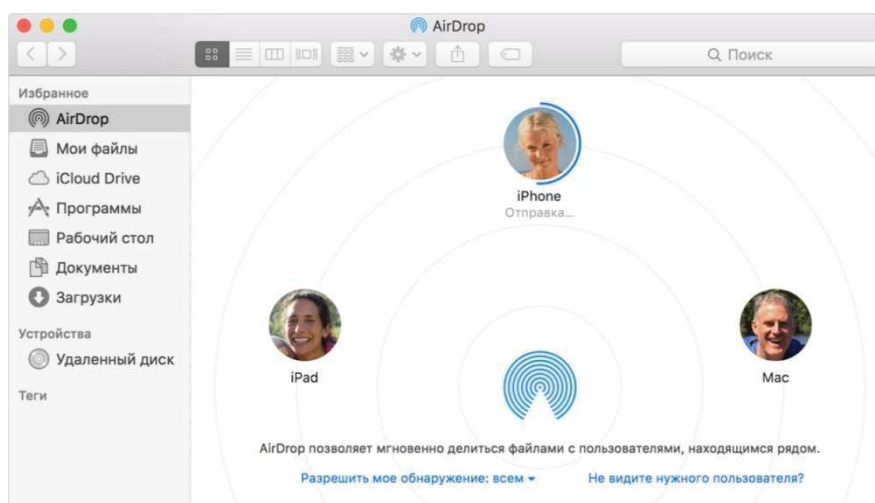 AirDrop
Поиск
Избранное
AirDrop
Мои файлы
iCloud Drive
Программы
Рабочий стол
Документы
Загрузки
Устройства
Удаленный диск
Теги
iPhone
Отправка...
iPad
Mac
AirDrop позволяет мгновенно делиться файлами с пользователями, находящимся рядом.
Разрешить мое обнаружение: всем
Не видите нужного пользователя?